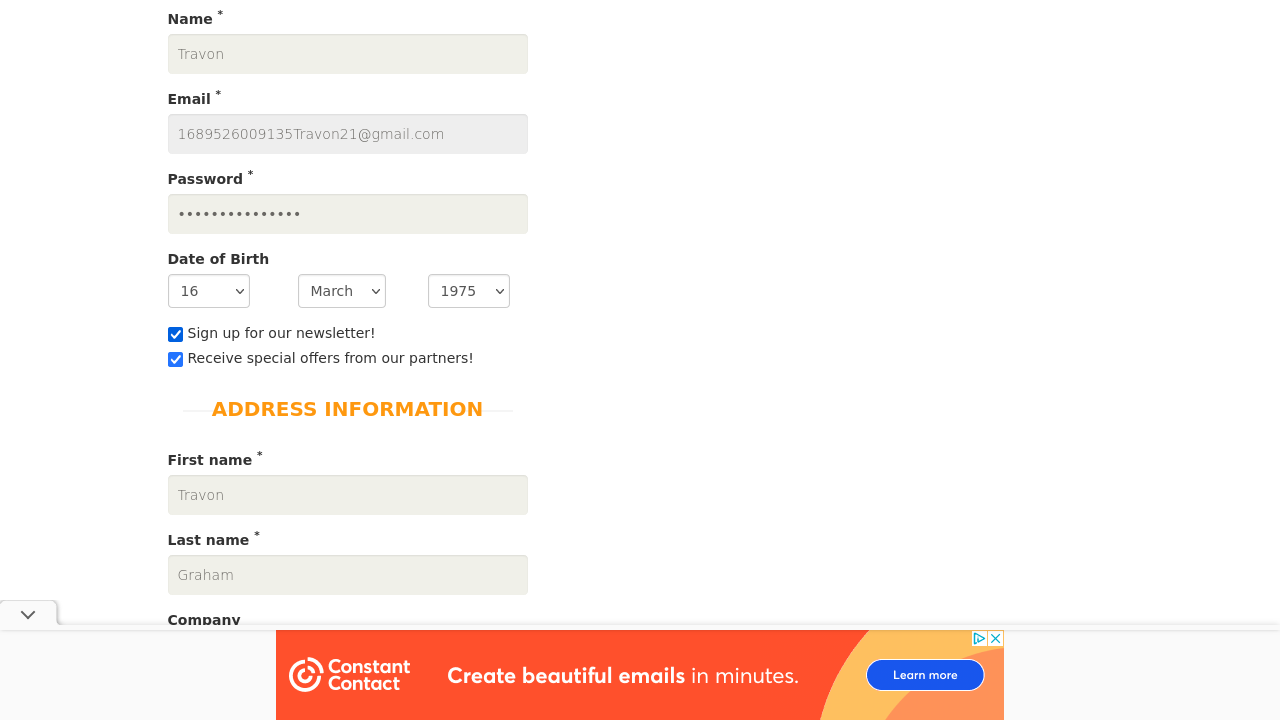 Name *
Travon
Email *
1689526009135Travon21@gmail.com
Password *
•••••••••••••••
Date of Birth
16 March 1975
Sign up for our newsletter!
Receive special offers from our partners!
ADDRESS INFORMATION
First name *
Travon
Last name *
Graham
Company
Constant Contact
Create beautiful emails in minutes.
Learn more